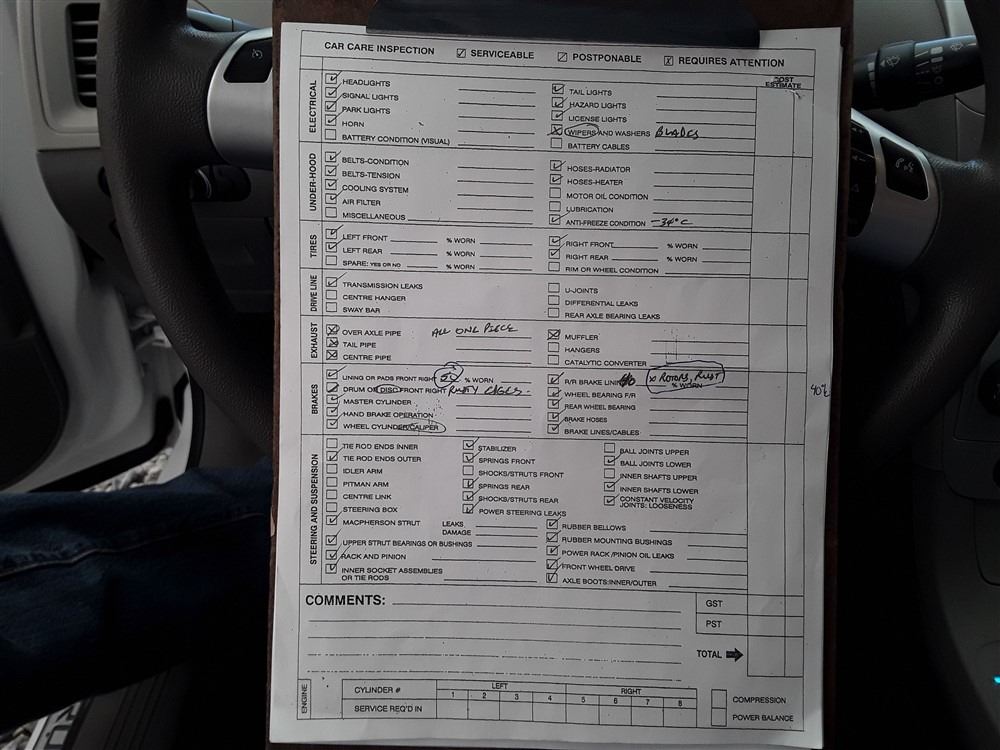 CAR CARE INSPECTION SERVICEABLE POSTPONABLE REQUIRES ATTENTION
COST ESTIMATE
ELECTRICAL
HEADLIGHTS TAIL LIGHTS
SIGNAL LIGHTS HAZARD LIGHTS
PARK LIGHTS LICENSE LIGHTS
HORN WIPERS AND WASHERS BLADES
BATTERY CONDITION (VISUAL) BATTERY CABLES
UNDER-HOOD
BELTS-CONDITION HOSES-RADIATOR
BELTS-TENSION HOSES-HEATER
COOLING SYSTEM MOTOR OIL CONDITION
AIR FILTER LUBRICATION
MISCELLANEOUS ANTI-FREEZE CONDITION -34°C
TIRES
LEFT FRONT % WORN RIGHT FRONT % WORN
LEFT REAR % WORN RIGHT REAR % WORN
SPARE: YES OR NO % WORN RIM OR WHEEL CONDITION
DRIVE LINE
TRANSMISSION LEAKS U-JOINTS
CENTRE HANGER DIFFERENTIAL LEAKS
SWAY BAR REAR AXLE BEARING LEAKS
EXHAUST
OVER AXLE PIPE ALL ONE PIECE MUFFLER
TAIL PIPE HANGERS
CENTRE PIPE CATALYTIC CONVERTER
BRAKES
LINING OR PADS FRONT RIGHT % WORN R/R BRAKE ROTORS, RUST % WORN
DRUM OR DISC FRONT RIGHT RUSTY EDGES - WHEEL BEARING F/R
MASTER CYLINDER REAR WHEEL BEARING
HAND BRAKE OPERATION BRAKE HOSES
WHEEL CYLINDER/CALIPER BRAKE LINES/CABLES
STEERING AND SUSPENSION
TIE ROD ENDS INNER STABILIZER BALL JOINTS UPPER
TIE ROD ENDS OUTER SPRINGS FRONT BALL JOINTS LOWER
IDLER ARM SHOCKS/STRUTS FRONT INNER SHAFTS UPPER
PITMAN ARM SPRINGS REAR INNER SHAFTS LOWER
CENTRE LINK SHOCKS/STRUTS REAR CONSTANT VELOCITY JOINTS: LOOSENESS
STEERING BOX POWER STEERING LEAKS
MACPHERSON STRUT LEAKS RUBBER BELLOWS
DAMAGE
UPPER STRUT BEARINGS OR BUSHINGS RUBBER MOUNTING BUSHINGS
RACK AND PINION POWER RACK/PINION OIL LEAKS
INNER SOCKET ASSEMBLIES FRONT WHEEL DRIVE
OR TIE RODS AXLE BOOTS:INNER/OUTER
COMMENTS: GST
PST
TOTAL
ENGINE
CYLINDER # LEFT RIGHT COMPRESSION
1 2 3 4 5 6 7 8
SERVICE REQ'D IN POWER BALANCE